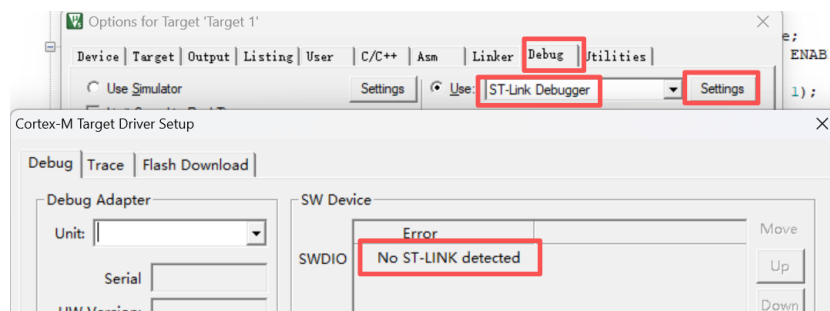 Options for Target 'Target 1'
e;
Device Target Output Listing User C/C++ Asm Linker Debug Utilities
ENAB
Use Simulator Settings Use: ST-Link Debugger Settings
1);
Cortex-M Target Driver Setup
Debug Trace Flash Download
Debug Adapter
SW Device
Unit:
Error
Move
SWDIO
No ST-LINK detected
Up
Serial
Down